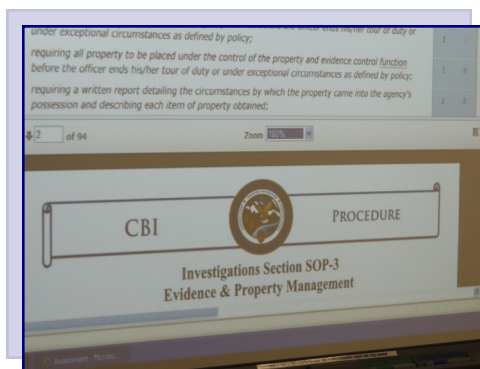 under exceptional circumstances as defined by policy;
requiring all property to be placed under the control of the property and evidence control function
before the officer ends his/her tour of duty or under exceptional circumstances as defined by policy;
requiring a written report detailing the circumstances by which the property came into the agency's
possession and describing each item of property obtained;
2 of 94 Zoom 100%
CBI PROCEDURE
Investigations Section SOP-3
Evidence & Property Management